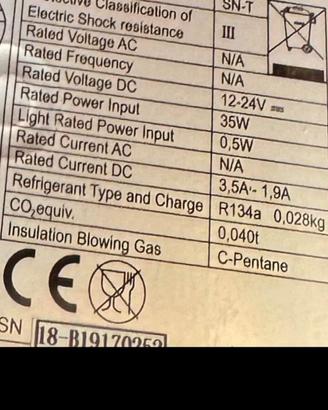 Classification of SN-T
Electric Shock resistance III
Rated Voltage AC N/A
Rated Frequency N/A
Rated Voltage DC 12-24V
Rated Power Input 35W
Light Rated Power Input 0,5W
Rated Current AC N/A
Rated Current DC 3,5A-- 1,9A
Refrigerant Type and Charge R134a 0,028kg
CO₂equiv. 0,040t
Insulation Blowing Gas C-Pentane
CE
SN 18-B19170252